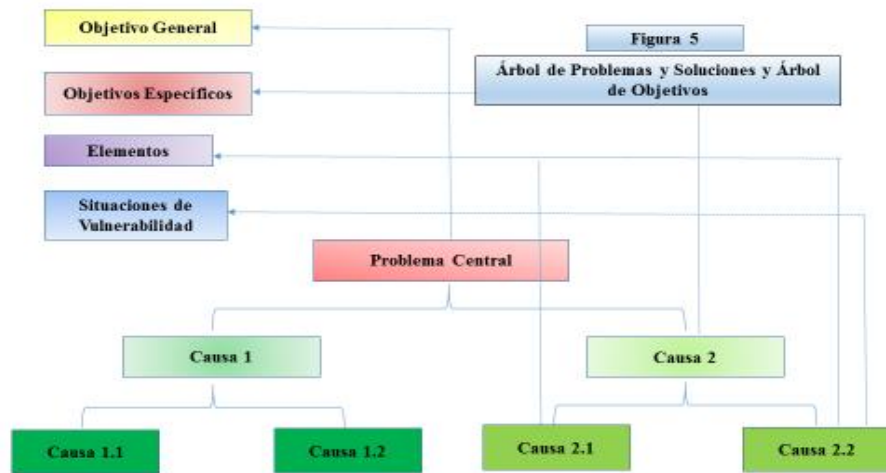 Objetivo General
Figura 5
Árbol de Problemas y Soluciones y Árbol
de Objetivos
Objetivos Específicos
Elementos
Situaciones de
Vulnerabilidad
Problema Central
Causa 1
Causa 2
Causa 1.1
Causa 1.2
Causa 2.1
Causa 2.2